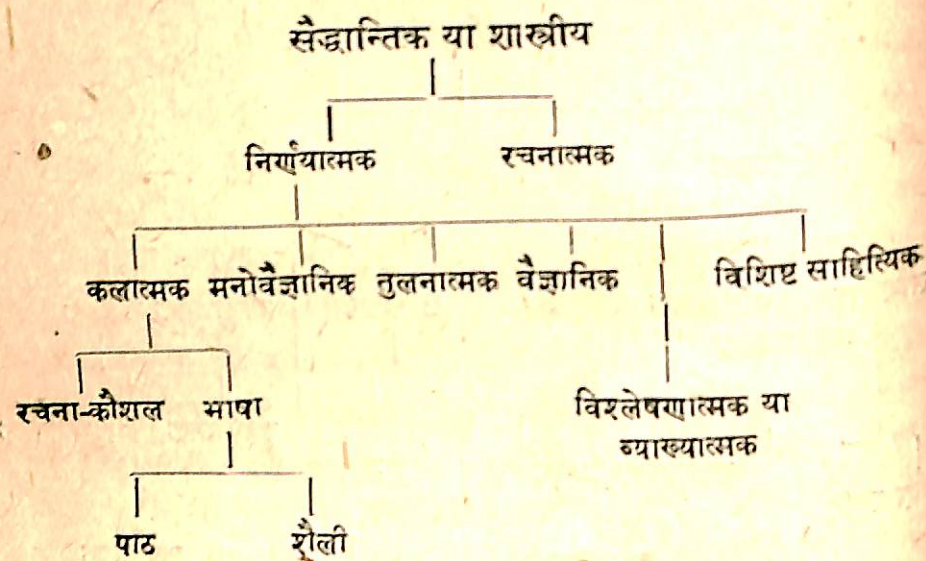 सैद्धान्तिक या शास्त्रीय
निर्णयात्मक रचनात्मक
कलात्मक मनोवैज्ञानिक तुलनात्मक वैज्ञानिक विशिष्ट साहित्यिक
रचना-कौशल भाषा विश्लेषणात्मक या
व्याख्यात्मक
पाठ शैली